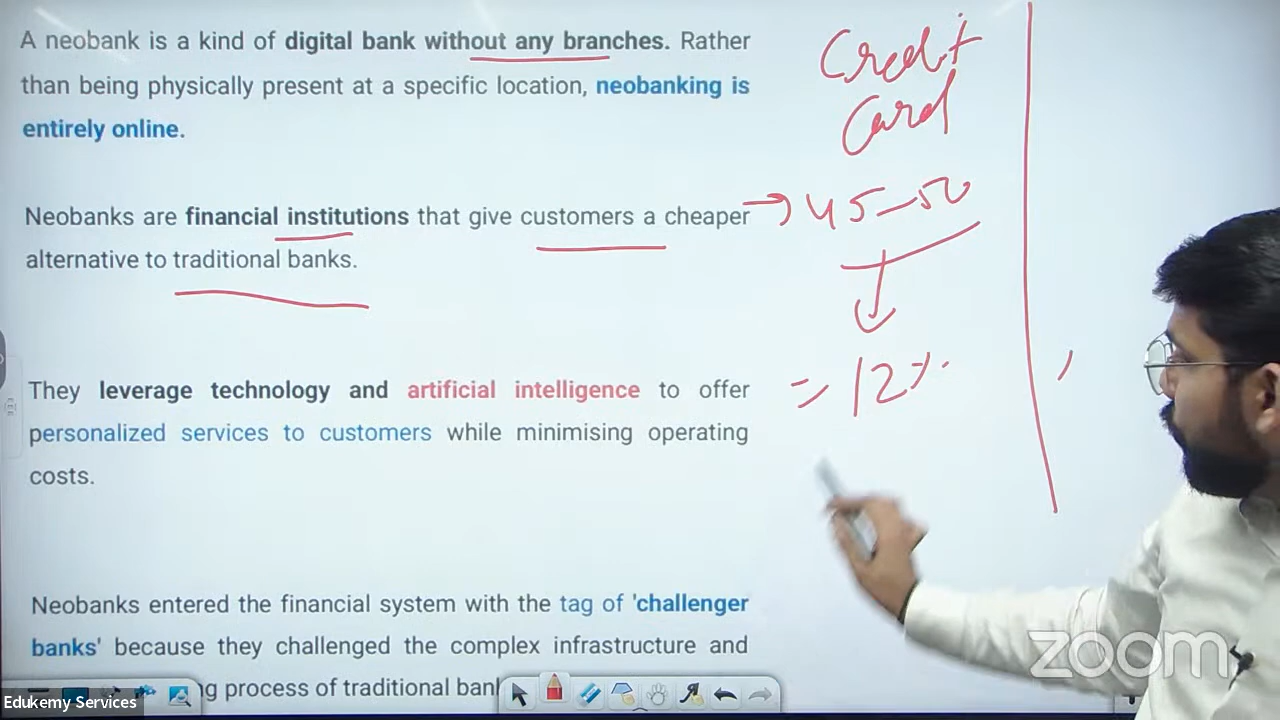 A neobank is a kind of digital bank without any branches. Rather
than being physically present at a specific location, neobanking is
entirely online.
Neobanks are financial institutions that give customers a cheaper
alternative to traditional banks.
They leverage technology and artificial intelligence to offer
personalized services to customers while minimising operating
costs.
Neobanks entered the financial system with the tag of 'challenger
banks' because they challenged the complex infrastructure and
g process of traditional ban
Credit
Card
→ 45-50
= 12%
zoom
Edukemy Services